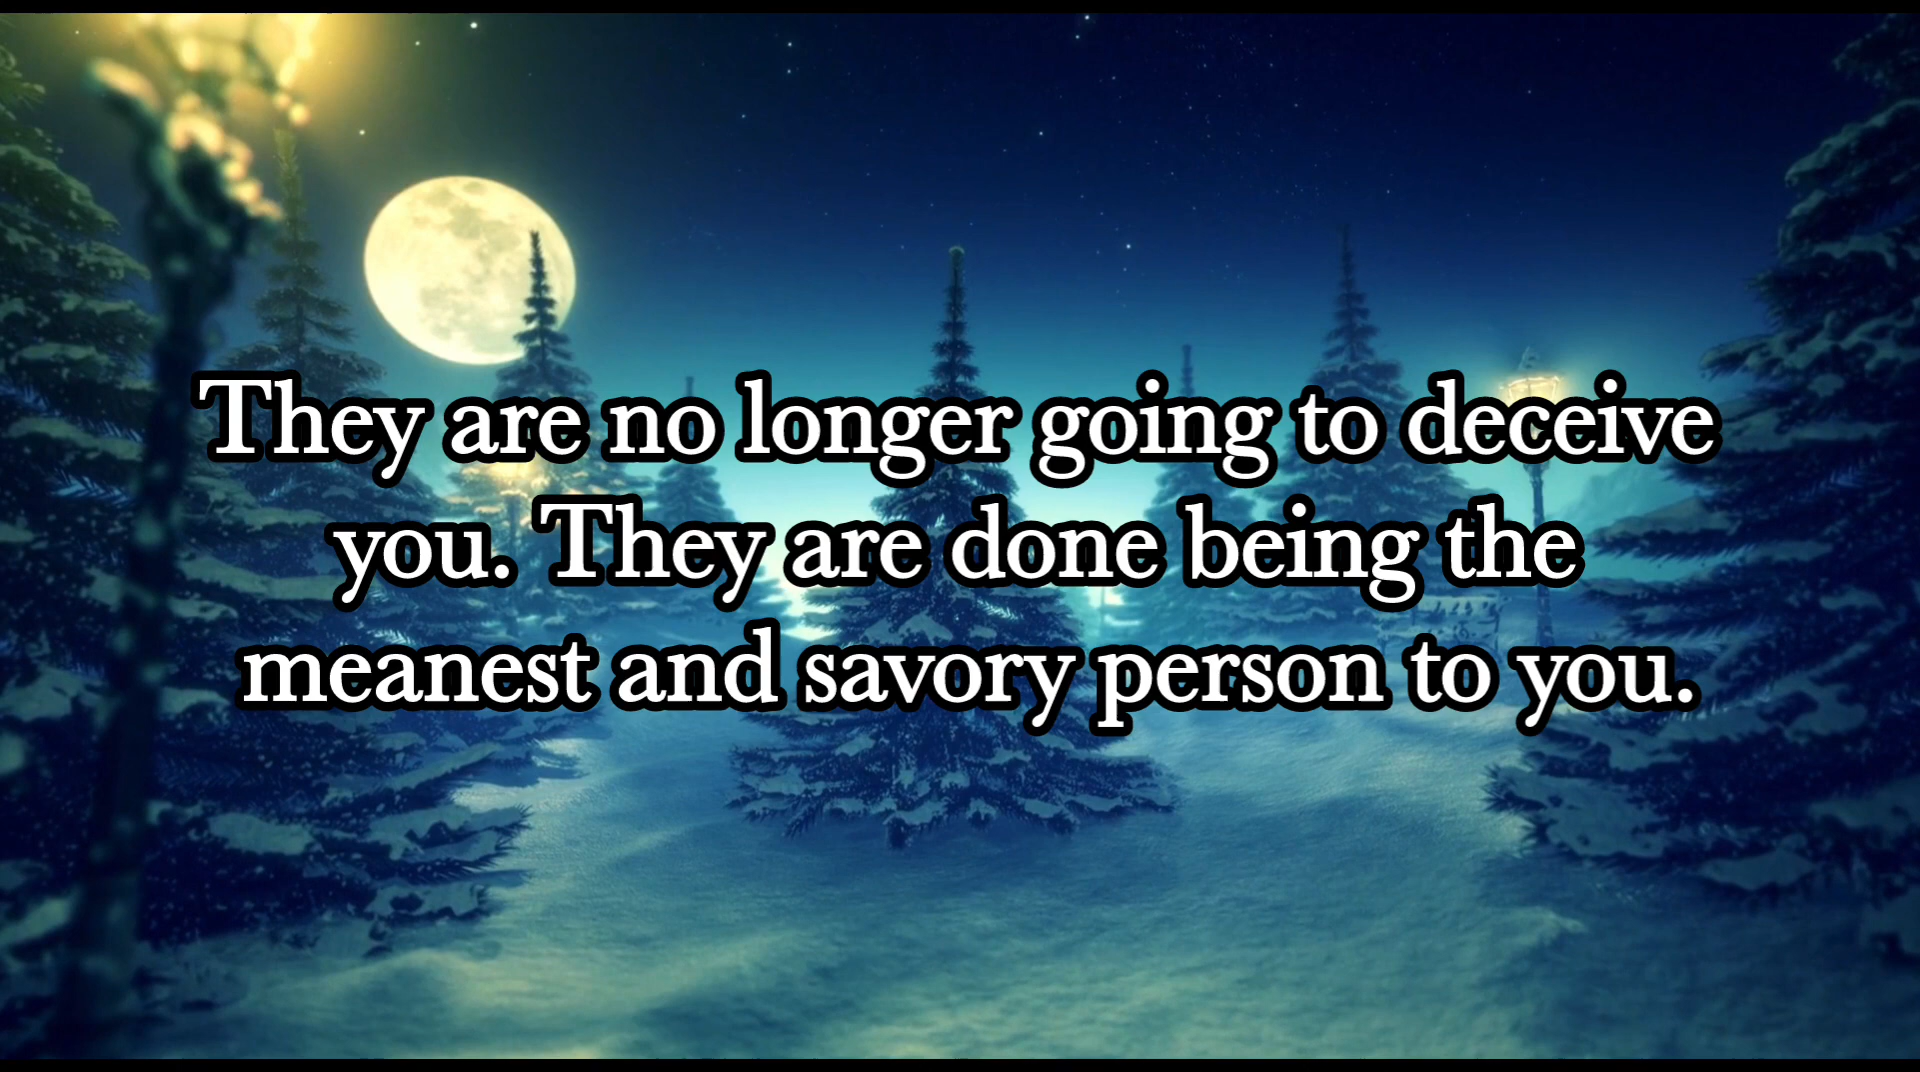 They are no longer going to deceive
you. They are done being the
meanest and savory person to you.